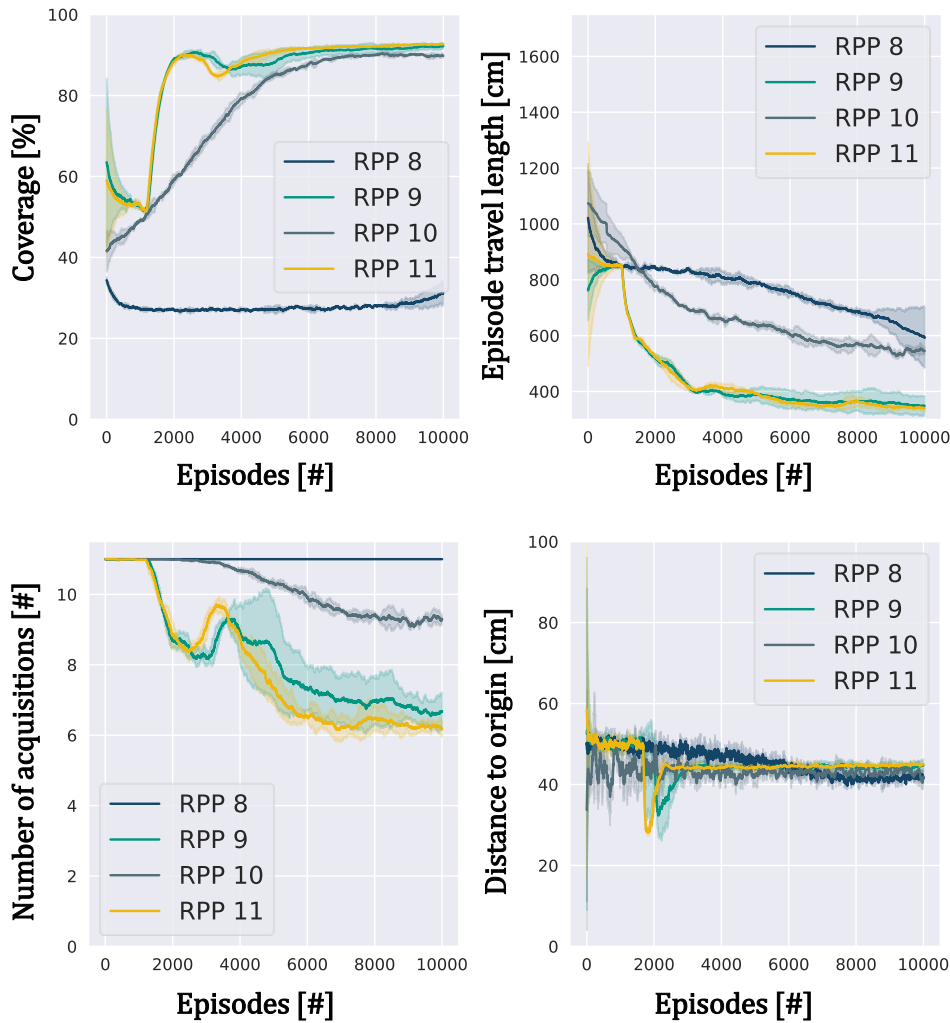 Coverage [%]
100
80
60
40
20
0
RPP 8
RPP 9
RPP 10
RPP 11
0 2000 4000 6000 8000 10000
Episodes [#]
Episode travel length [cm]
1600
1400
1200
1000
800
600
400
RPP 8
RPP 9
RPP 10
RPP 11
0 2000 4000 6000 8000 10000
Episodes [#]
Number of acquisitions [#]
10
8
6
4
2
0
RPP 8
RPP 9
RPP 10
RPP 11
0 2000 4000 6000 8000 10000
Episodes [#]
Distance to origin [cm]
100
80
60
40
20
0
RPP 8
RPP 9
RPP 10
RPP 11
0 2000 4000 6000 8000 10000
Episodes [#]